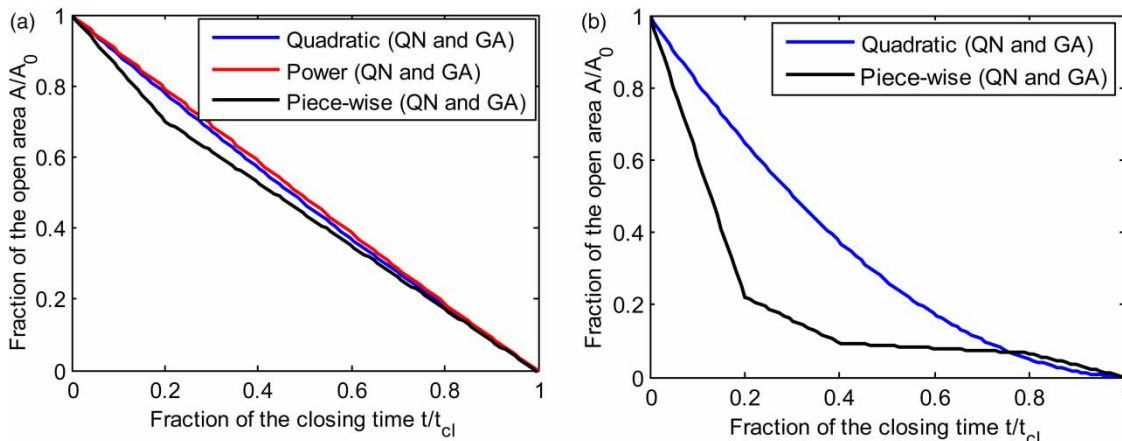 (a)
Fraction of the open area A/A0
1
0.8
0.6
0.4
0.2
0
0
0.2
0.4
0.6
0.8
1
Fraction of the closing time t/tcl
Quadratic (QN and GA)
Power (QN and GA)
Piece-wise (QN and GA)
(b)
Fraction of the open area A/A0
1
0.8
0.6
0.4
0.2
0
0
0.2
0.4
0.6
0.8
Fraction of the closing time t/tcl
Quadratic (QN and GA)
Piece-wise (QN and GA)